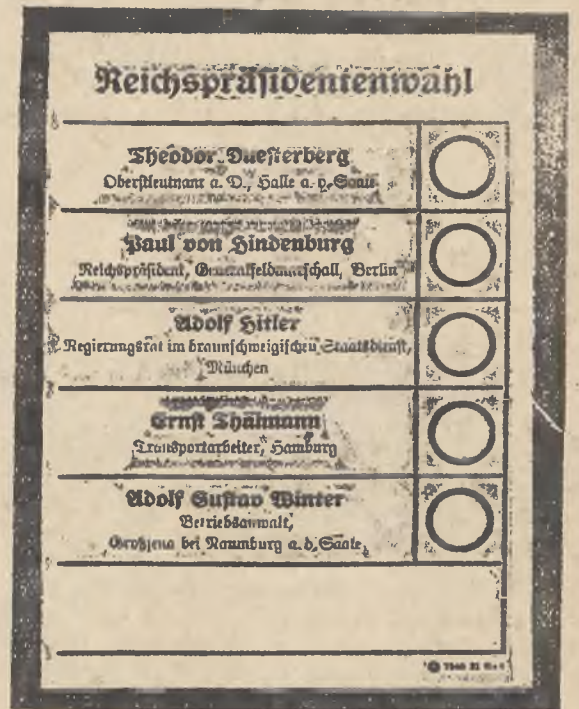 Reichspräsidentenwahl
Theodor Duesterberg
Oberstleutnant a. D., Halle a. d. Saale
Paul von Hindenburg
Reichspräsident, Generalfeldmarschall, Berlin
Adolf Hitler
Regierungsrat im braunschweigischen Staatsdienst,
München
Ernst Thälmann
Transportarbeiter, Hamburg
Adolf Gustav Winter
Betriebsanwalt,
Großjena bei Naumburg a. d. Saale